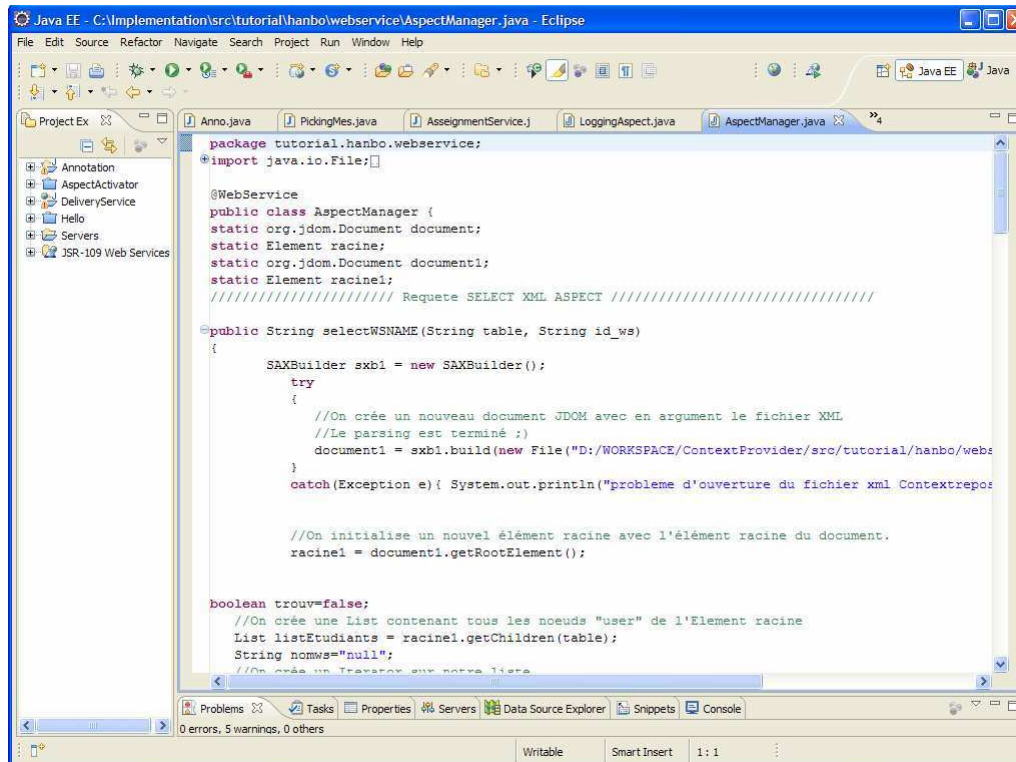 Java EE - C:\Implementation\src\tutorial\hanbo\webservice\AspectManager.java - Eclipse
File Edit Source Refactor Navigate Search Project Run Window Help
Java EE Java
Project Ex
Anno.java PickingMes.java AsseignmentService.j LoggingAspect.java AspectManager.java »4
Annotation
AspectActivator
DeliveryService
Hello
Servers
JSR-109 Web Services
package tutorial.hanbo.webservice;
import java.io.File;
@WebService
public class AspectManager {
static org.jdom.Document document;
static Element racine;
static org.jdom.Document document1;
static Element racine1;
/////////////////////// Requete SELECT XML ASPECT /////////////////////////////////
public String selectWSNAME(String table, String id_ws)
{
SAXBuilder sxb1 = new SAXBuilder();
try
{
//On crée un nouveau document JDOM avec en argument le fichier XML
//Le parsing est terminé ;)
document1 = sxb1.build(new File("D:/WORKSPACE/ContextProvider/src/tutorial/hanbo/webs
}
catch(Exception e){ System.out.println("probleme d'ouverture du fichier xml Contextrepos
//On initialise un nouvel élément racine avec l'élément racine du document.
racine1 = document1.getRootElement();
boolean trouv=false;
//On crée une List contenant tous les noeuds "user" de l'Element racine
List listEtudiants = racine1.getChildren(table);
String nomws="null";
//On crée un Iterator sur notre liste
Problems Tasks Properties Servers Data Source Explorer Snippets Console
0 errors, 5 warnings, 0 others
Writable Smart Insert 1 : 1